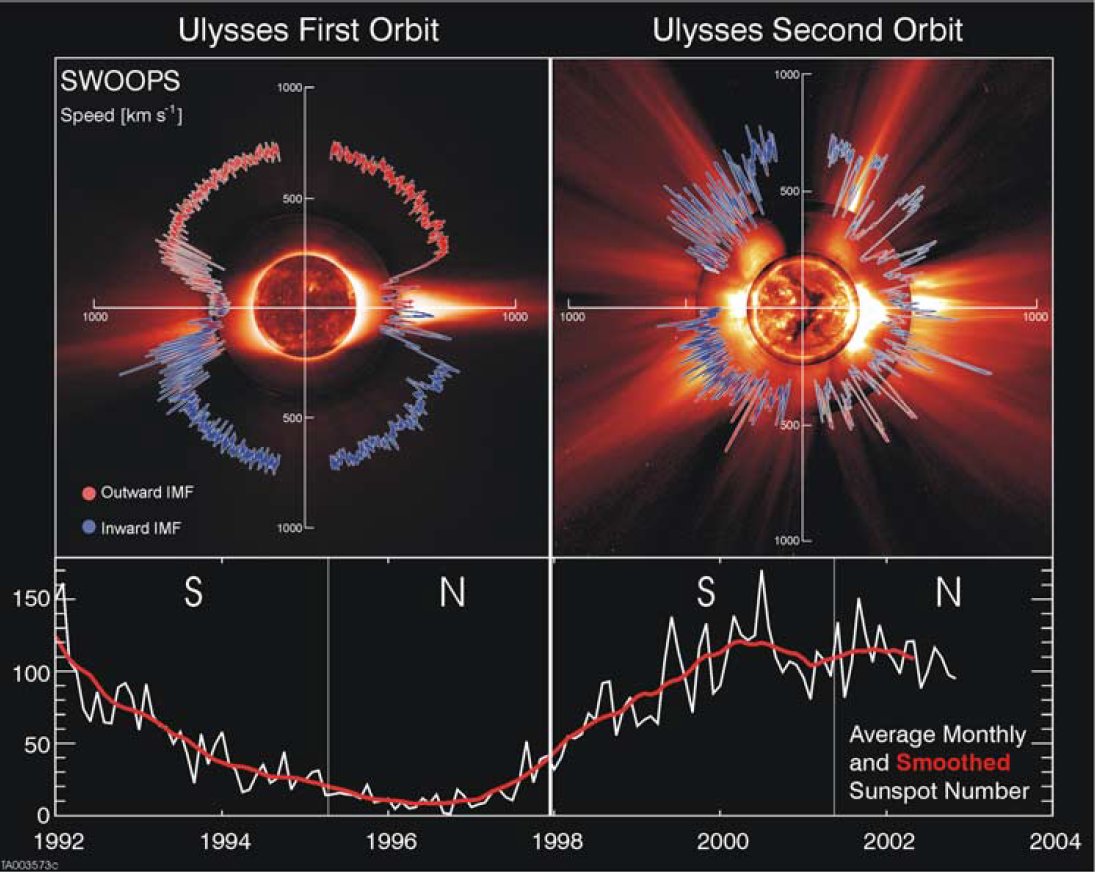 Ulysses First Orbit
Ulysses Second Orbit
SWOOPS
Speed [km s⁻¹]
1000
500
1000
1000
500
1000
Outward IMF
Inward IMF
1000
500
1000
1000
500
1000
S
N
S
N
150
100
50
0
Average Monthly
and Smoothed
Sunspot Number
1992
1994
1996
1998
2000
2002
2004
TA003573c